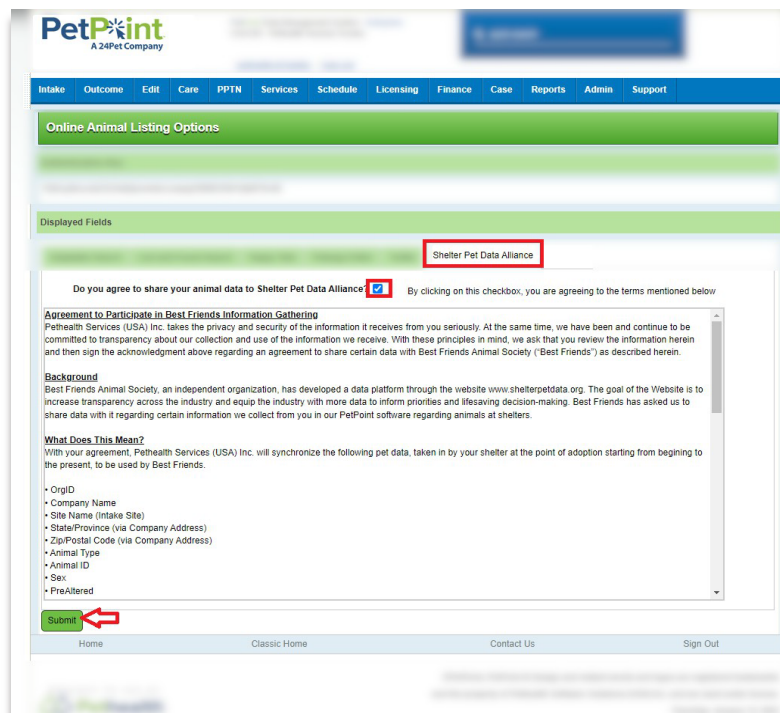 PetPoint
A 24Pet Company
Intake Outcome Edit Care PPTN Services Schedule Licensing Finance Case Reports Admin Support
Online Animal Listing Options
Displayed Fields
Shelter Pet Data Alliance
Do you agree to share your animal data to Shelter Pet Data Alliance? By clicking on this checkbox, you are agreeing to the terms mentioned below
Agreement to Participate in Best Friends Information Gathering
Pethealth Services (USA) Inc. takes the privacy and security of the information it receives from you seriously. At the same time, we have been and continue to be
committed to transparency about our collection and use of the information we receive. With these principles in mind, we ask that you review the information herein
and then sign the acknowledgment above regarding an agreement to share certain data with Best Friends Animal Society ("Best Friends") as described herein.
Background
Best Friends Animal Society, an independent organization, has developed a data platform through the website www.shelterpetdata.org. The goal of the Website is to
increase transparency across the industry and equip the industry with more data to inform priorities and lifesaving decision-making. Best Friends has asked us to
share data with it regarding certain information we collect from you in our PetPoint software regarding animals at shelters.
What Does This Mean?
With your agreement, Pethealth Services (USA) Inc. will synchronize the following pet data, taken in by your shelter at the point of adoption starting from begining to
the present, to be used by Best Friends.
• OrgID
• Company Name
• Site Name (Intake Site)
• State/Province (via Company Address)
• Zip/Postal Code (via Company Address)
• Animal Type
• Animal ID
• Sex
• PreAltered
Submit
Home Classic Home Contact Us Sign Out